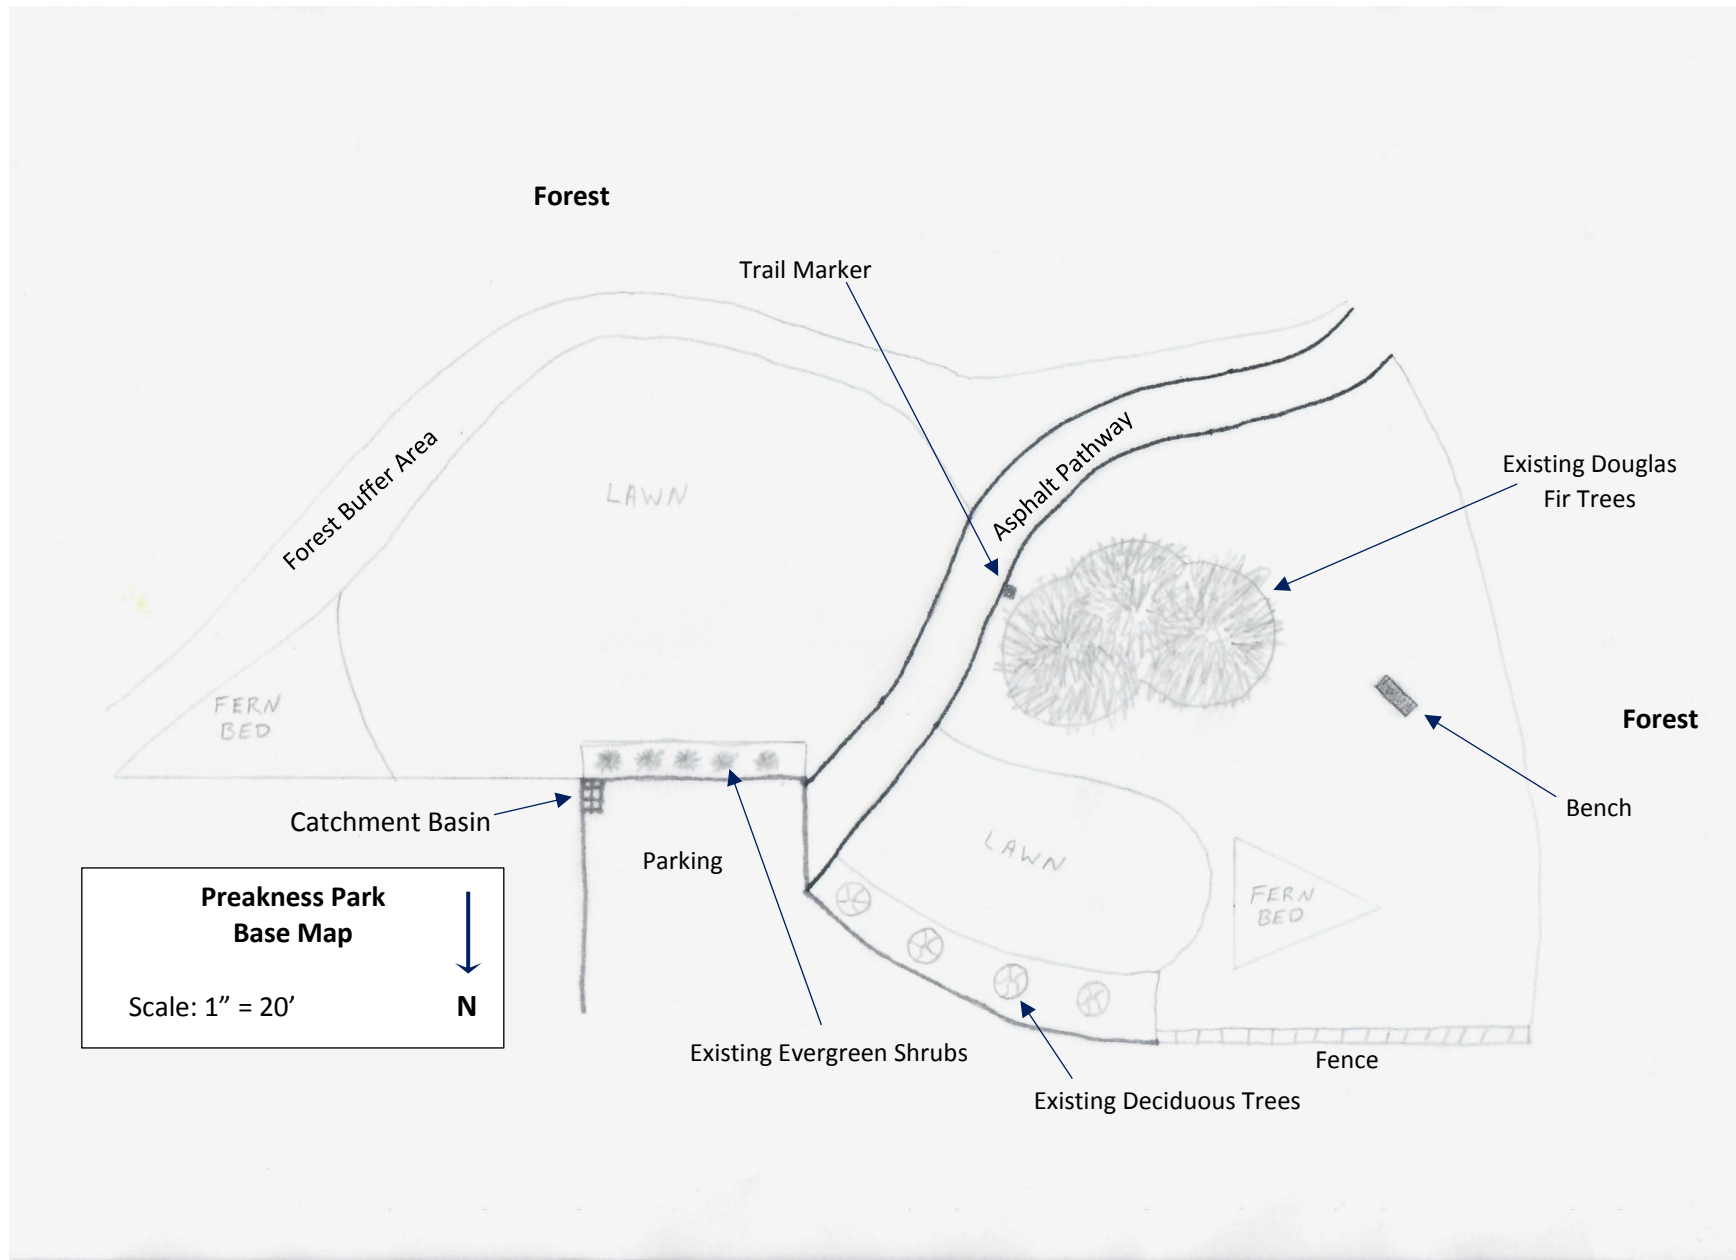 Forest
Trail Marker
Asphalt Pathway
Existing Douglas
Fir Trees
Forest Buffer Area
LAWN
FERN
BED
Forest
Bench
Catchment Basin
Parking
LAWN
FERN
BED
Preakness Park
Base Map
Scale: 1” = 20’
N
Existing Evergreen Shrubs
Fence
Existing Deciduous Trees